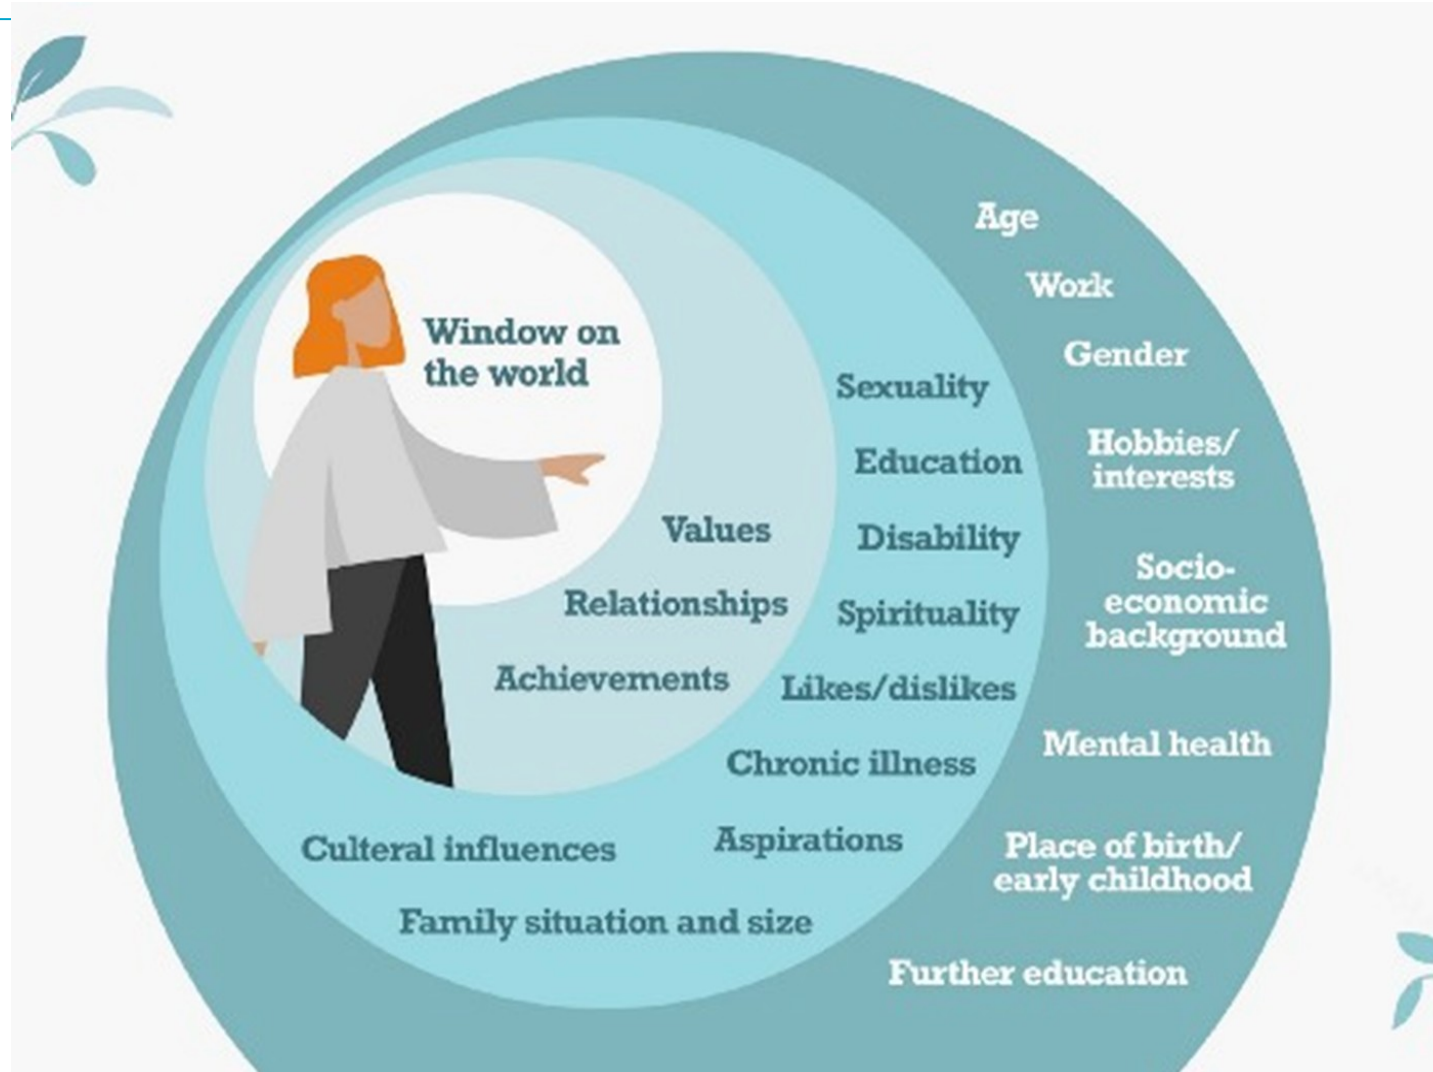 Window on
the world
Values
Relationships
Achievements
Sexuality
Education
Disability
Spirituality
Likes/dislikes
Chronic illness
Aspirations
Culteral influences
Family situation and size
Age
Work
Gender
Hobbies/
interests
Socio-
economic
background
Mental health
Place of birth/
early childhood
Further education